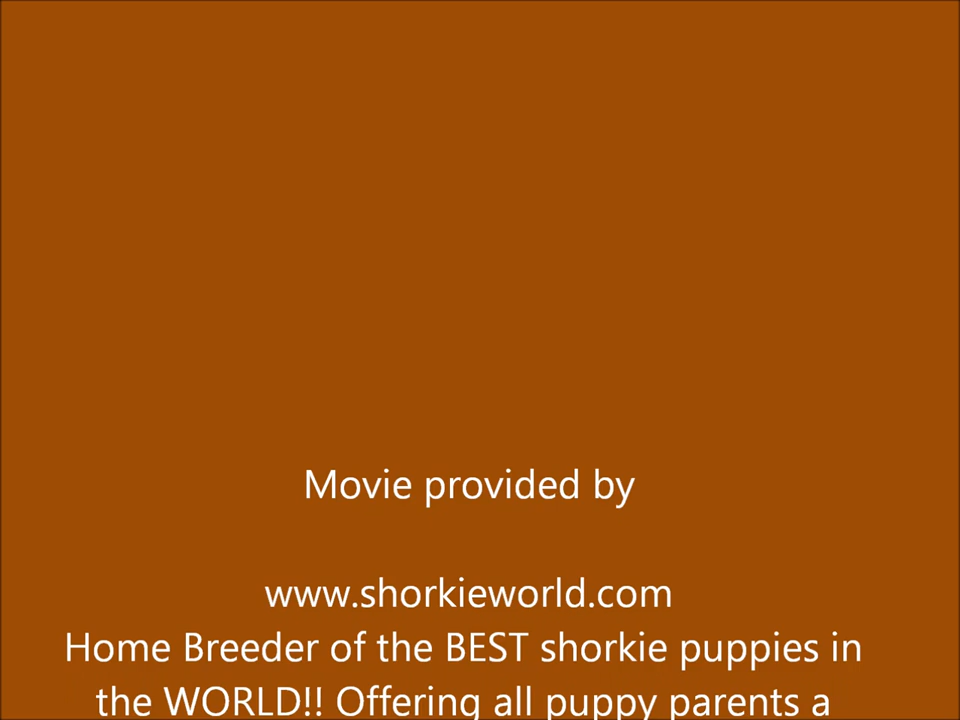 Movie provided by
www.shorkieworld.com
Home Breeder of the BEST shorkie puppies in
the WORLD!! Offering all puppy parents a